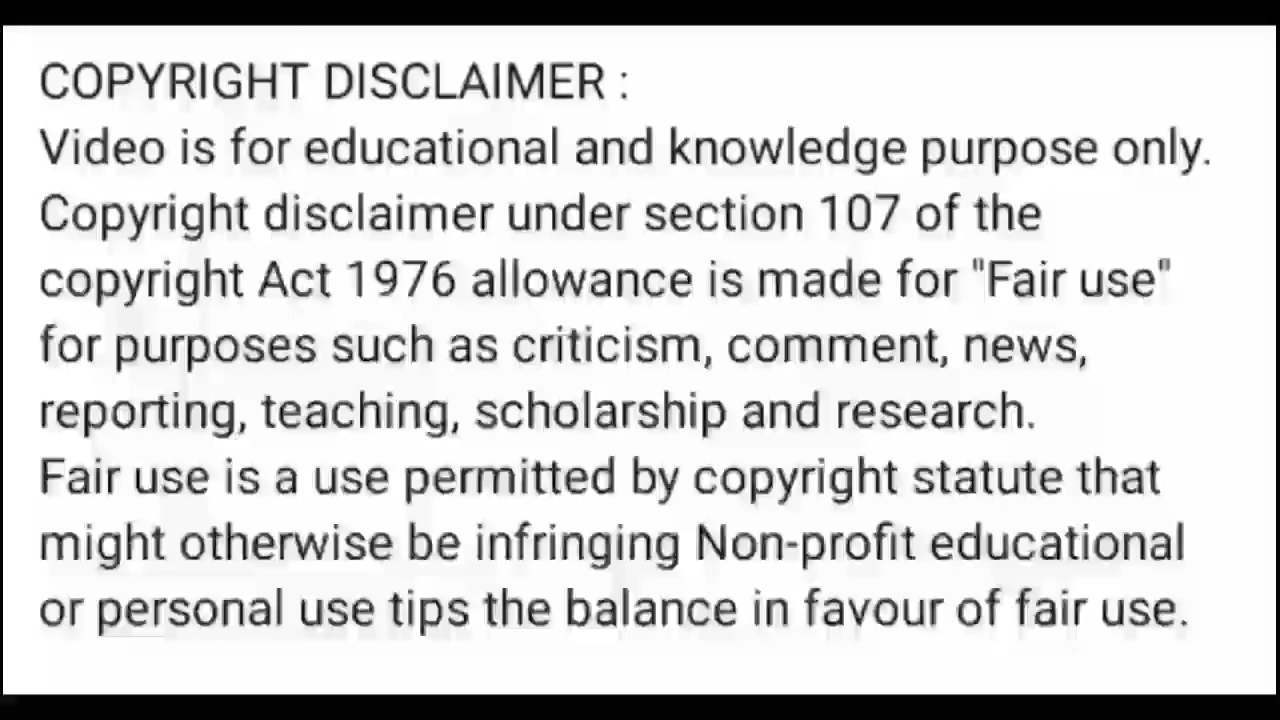 COPYRIGHT DISCLAIMER :
Video is for educational and knowledge purpose only.
Copyright disclaimer under section 107 of the
copyright Act 1976 allowance is made for "Fair use"
for purposes such as criticism, comment, news,
reporting, teaching, scholarship and research.
Fair use is a use permitted by copyright statute that
might otherwise be infringing Non-profit educational
or personal use tips the balance in favour of fair use.